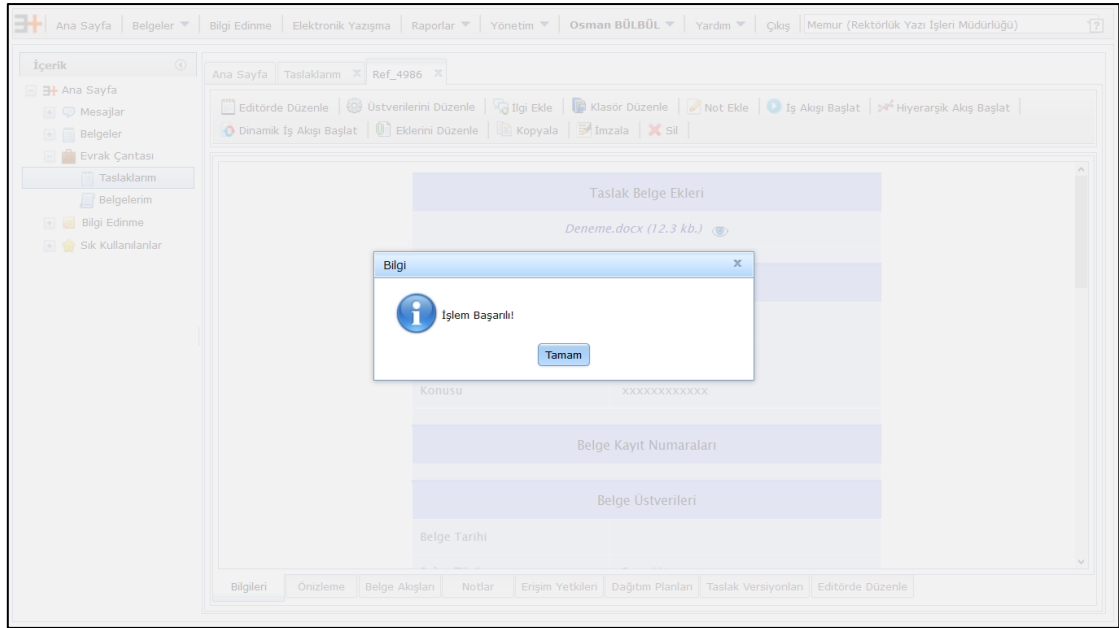 Ana Sayfa Belgeler Bilgi Edinme Elektronik Yazışma Raporlar Yönetim Osman BÜLBÜL Yardım Çıkış Memur (Rektörlük Yazı İşleri Müdürlüğü)
İçerik
Ana Sayfa
Mesajlar
Belgeler
Evrak Çantası
Taslaklarım
Belgelerim
Bilgi Edinme
Sık Kullanılanlar
Ana Sayfa Taslaklarım Ref_4986
Editörde Düzenle Üstverilerini Düzenle İlgi Ekle Klasör Düzenle Not Ekle İş Akışı Başlat Hiyerarşik Akış Başlat
Dinamik İş Akışı Başlat Eklerini Düzenle Kopyala İmzala Sil
Taslak Belge Ekleri
Deneme.docx (12.3 kb.)
Bilgi
İşlem Başarılı!
Tamam
Konusu xxxxxxxxxxxx
Belge Kayıt Numaraları
Belge Üstverileri
Belge Tarihi
Bilgileri Önizleme Belge Akışları Notlar Erişim Yetkileri Dağıtım Planları Taslak Versiyonları Editörde Düzenle